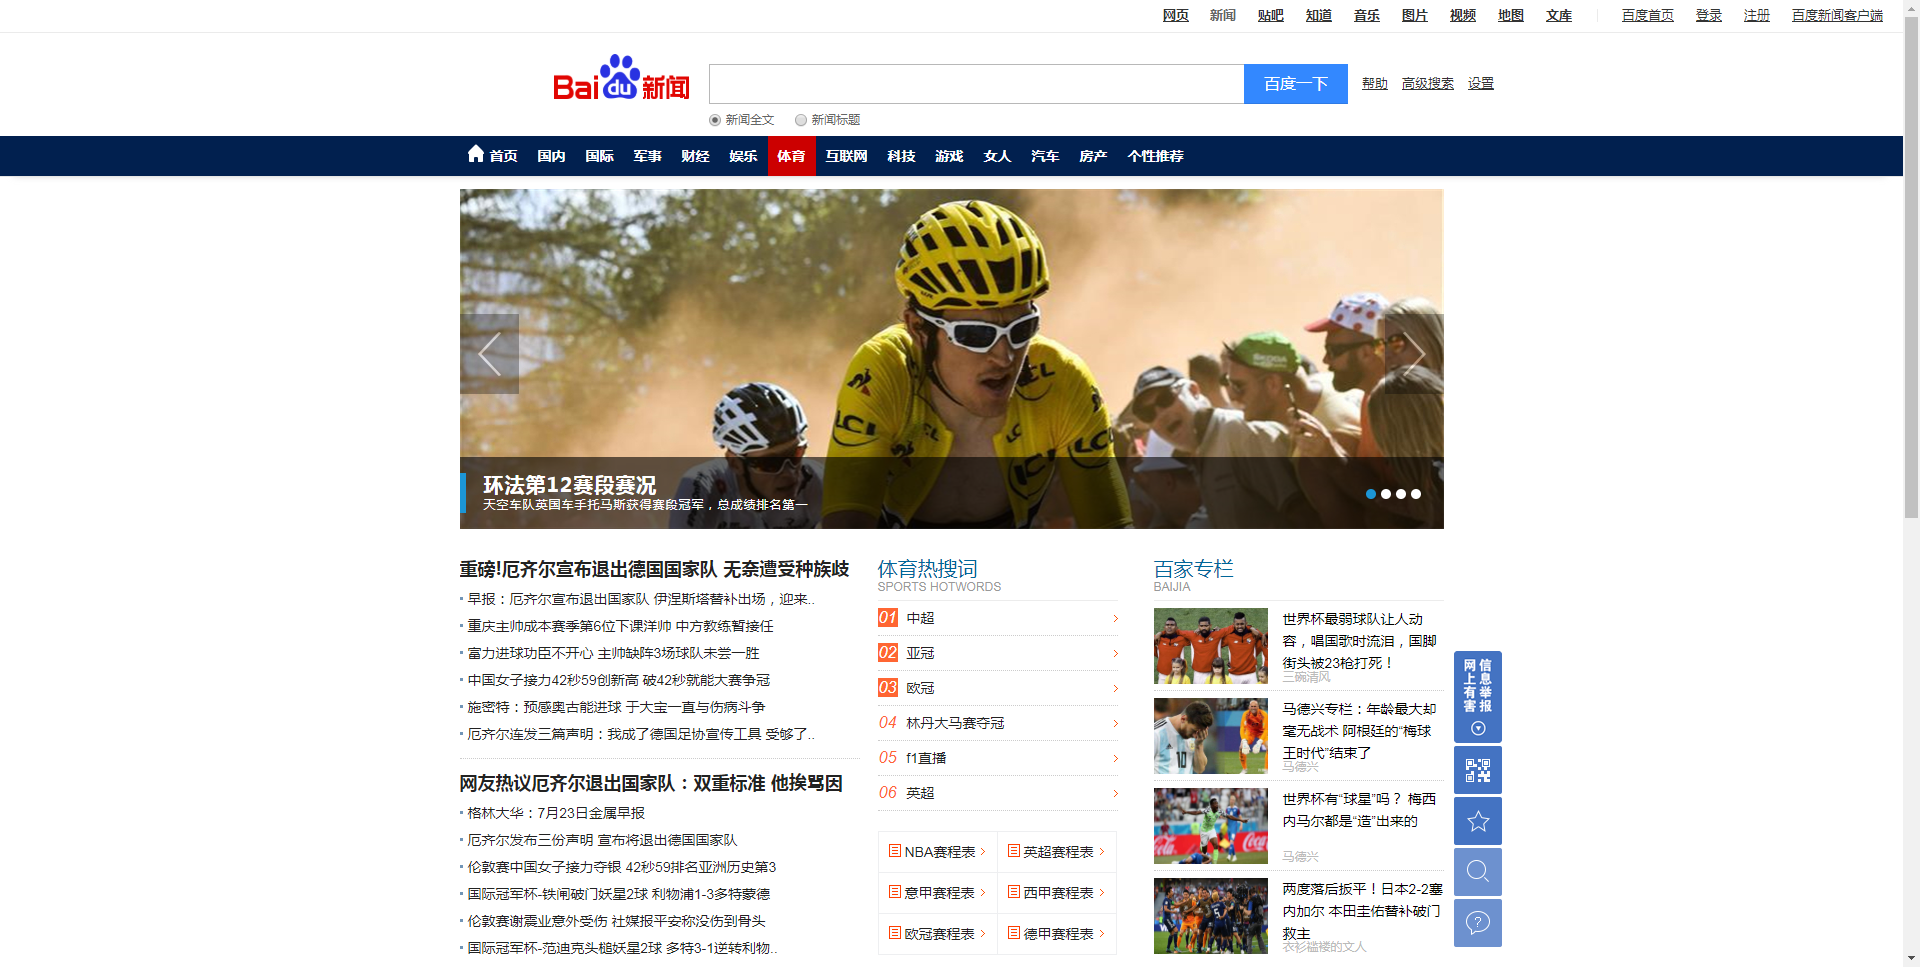 网页 新闻 贴吧 知道 音乐 图片 视频 地图 文库 百度首页 登录 注册 百度新闻客户端
Bai du 新闻
百度一下 帮助 高级搜索 设置
新闻全文 新闻标题
首页 国内 国际 军事 财经 娱乐 体育 互联网 科技 游戏 女人 汽车 房产 个性推荐
LCL
LCL
LCL
LCL
ŠKODA
环法第12赛段赛况
天空车队英国车手托马斯获得赛段冠军，总成绩排名第一
重磅!厄齐尔宣布退出德国国家队 无奈遭受种族歧
早报：厄齐尔宣布退出国家队 伊涅斯塔替补出场，迎来..
重庆主帅成本赛季第6位下课洋帅 中方教练暂接任
富力进球功臣不开心 主帅缺阵3场球队未尝一胜
中国女子接力42秒59创新高 破42秒就能大赛争冠
施密特：预感奥古能进球 于大宝一直与伤病斗争
厄齐尔连发三篇声明：我成了德国足协宣传工具 受够了..
网友热议厄齐尔退出国家队：双重标准 他挨骂因
格林大华：7月23日金属早报
厄齐尔发布三份声明 宣布将退出德国国家队
伦敦赛中国女子接力夺银 42秒59排名亚洲历史第3
国际冠军杯-铁闸破门妖星2球 利物浦1-3多特蒙德
伦敦赛谢震业意外受伤 社媒报平安称没伤到骨头
国际冠军杯-范迪克头槌妖星2球 多特3-1逆转利物..
体育热搜词
SPORTS HOTWORDS
01 中超
02 亚冠
03 欧冠
04 林丹大马赛夺冠
05 f1直播
06 英超
NBA赛程表 英超赛程表
意甲赛程表 西甲赛程表
欧冠赛程表 德甲赛程表
百家专栏
BAIJIA
世界杯最弱球队让人动
容，唱国歌时流泪，国脚
街头被23枪打死！
三碗清风
马德兴专栏：年龄最大却
毫无战术 阿根廷的“梅球
王时代”结束了
马德兴
10
世界杯有“球星”吗？ 梅西
内马尔都是“造”出来的
马德兴
两度落后扳平！日本2-2塞
内加尔 本田圭佑替补破门
救主
衣衫褴褛的文人
网上有害
信息举报